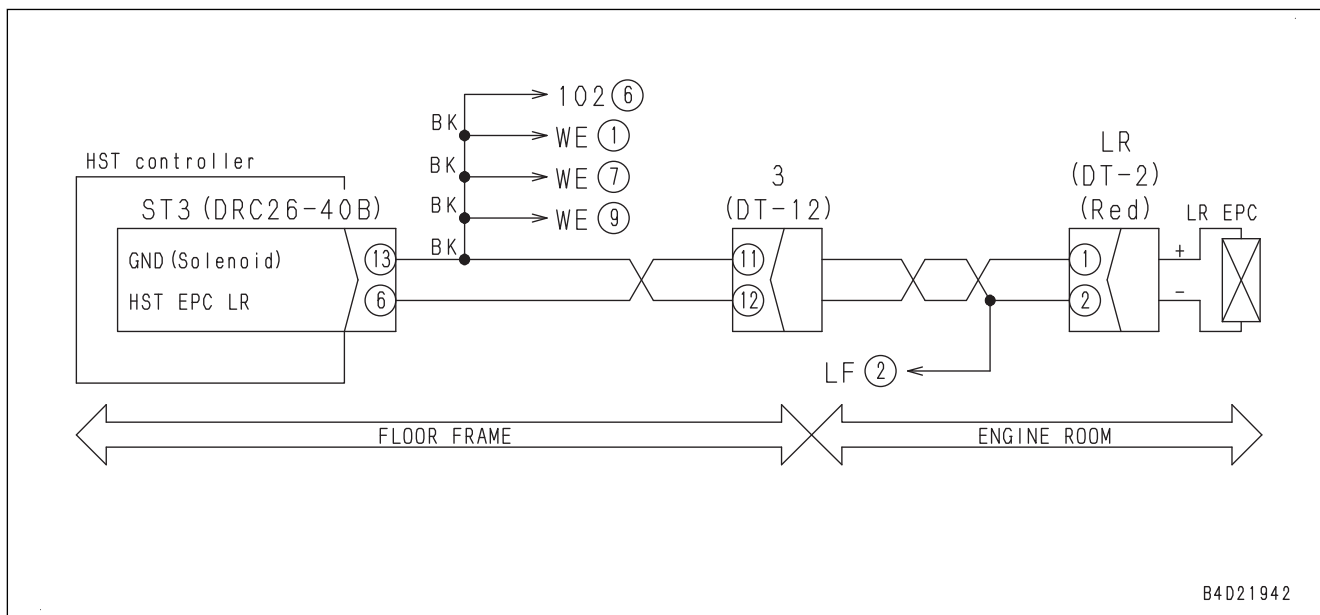 102 ⑥
BK
WE ①
BK
WE ⑦
BK
WE ⑨
BK
HST controller
ST3 (DRC26-40B)
GND (Solenoid)
⑬
HST EPC LR
⑥
3
(DT-12)
⑪
⑫
LR
(DT-2)
(Red)
①
②
LR EPC
+
-
LF ②
FLOOR FRAME
ENGINE ROOM
B4D21942